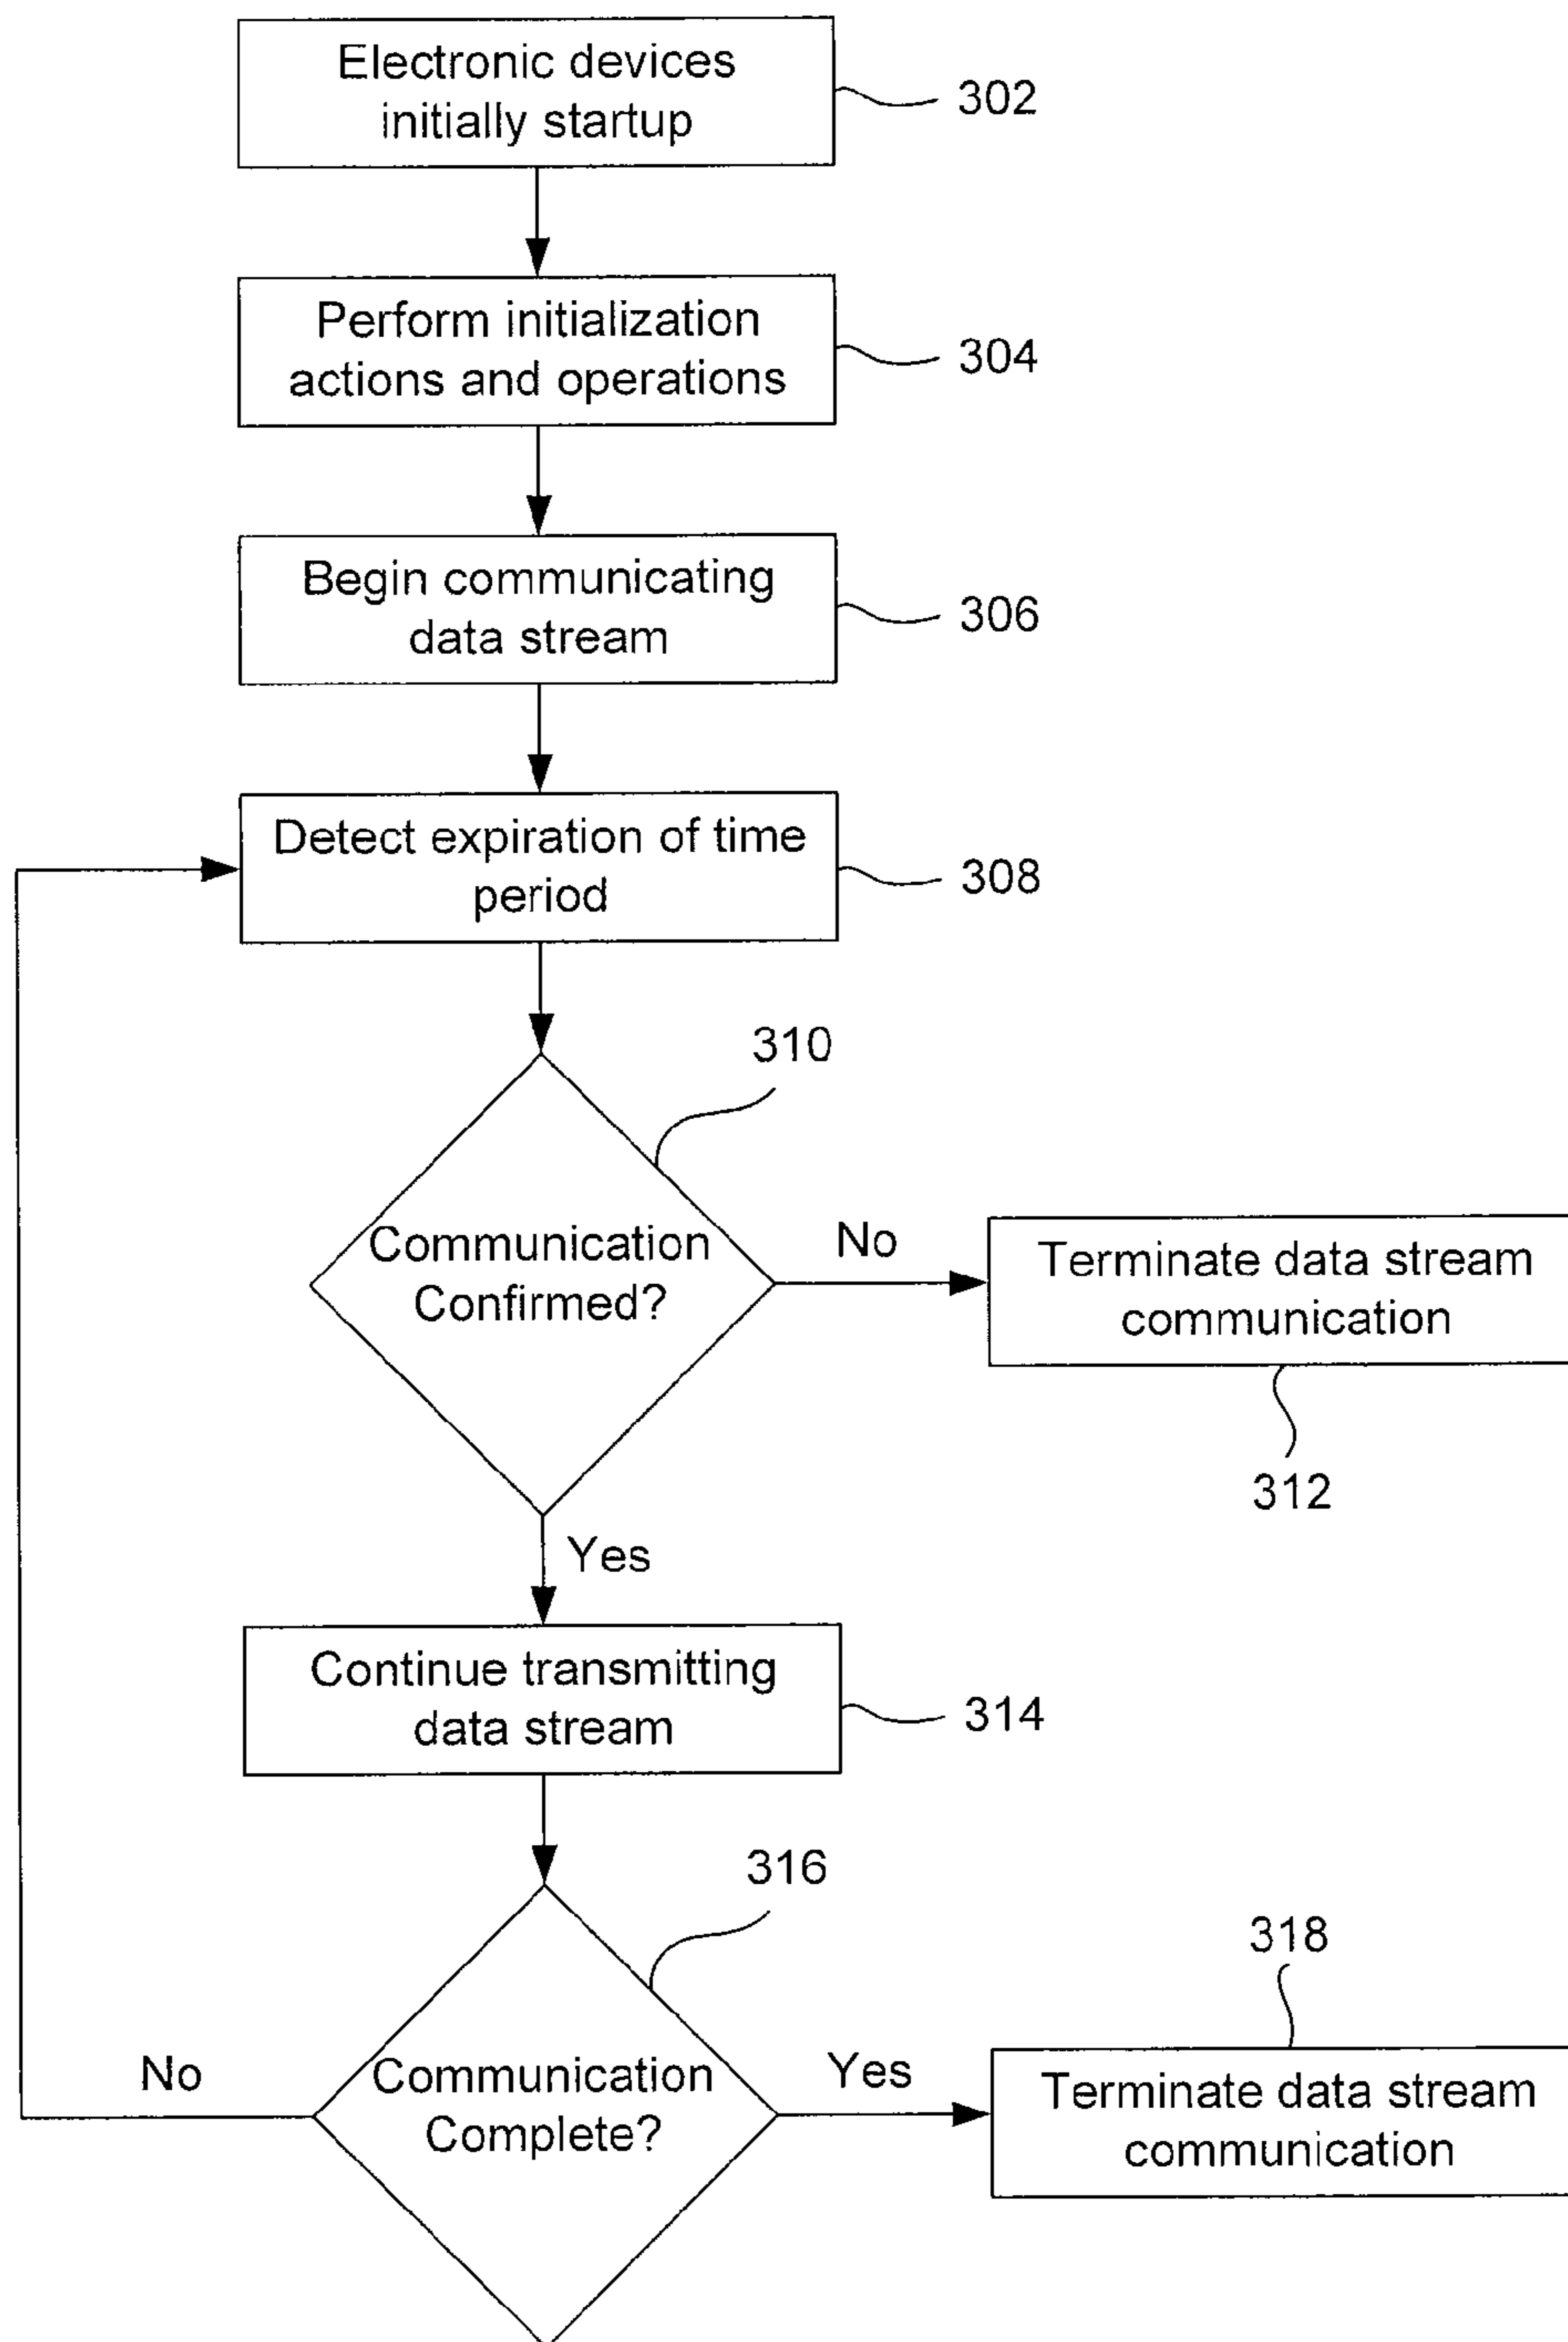 Electronic devices
initially startup
302
Perform initialization
actions and operations
304
Begin communicating
data stream
306
Detect expiration of time
period
308
310
Communication
Confirmed?
No
Terminate data stream
communication
312
Yes
Continue transmitting
data stream
314
316
318
No
Communication
Complete?
Yes
Terminate data stream
communication